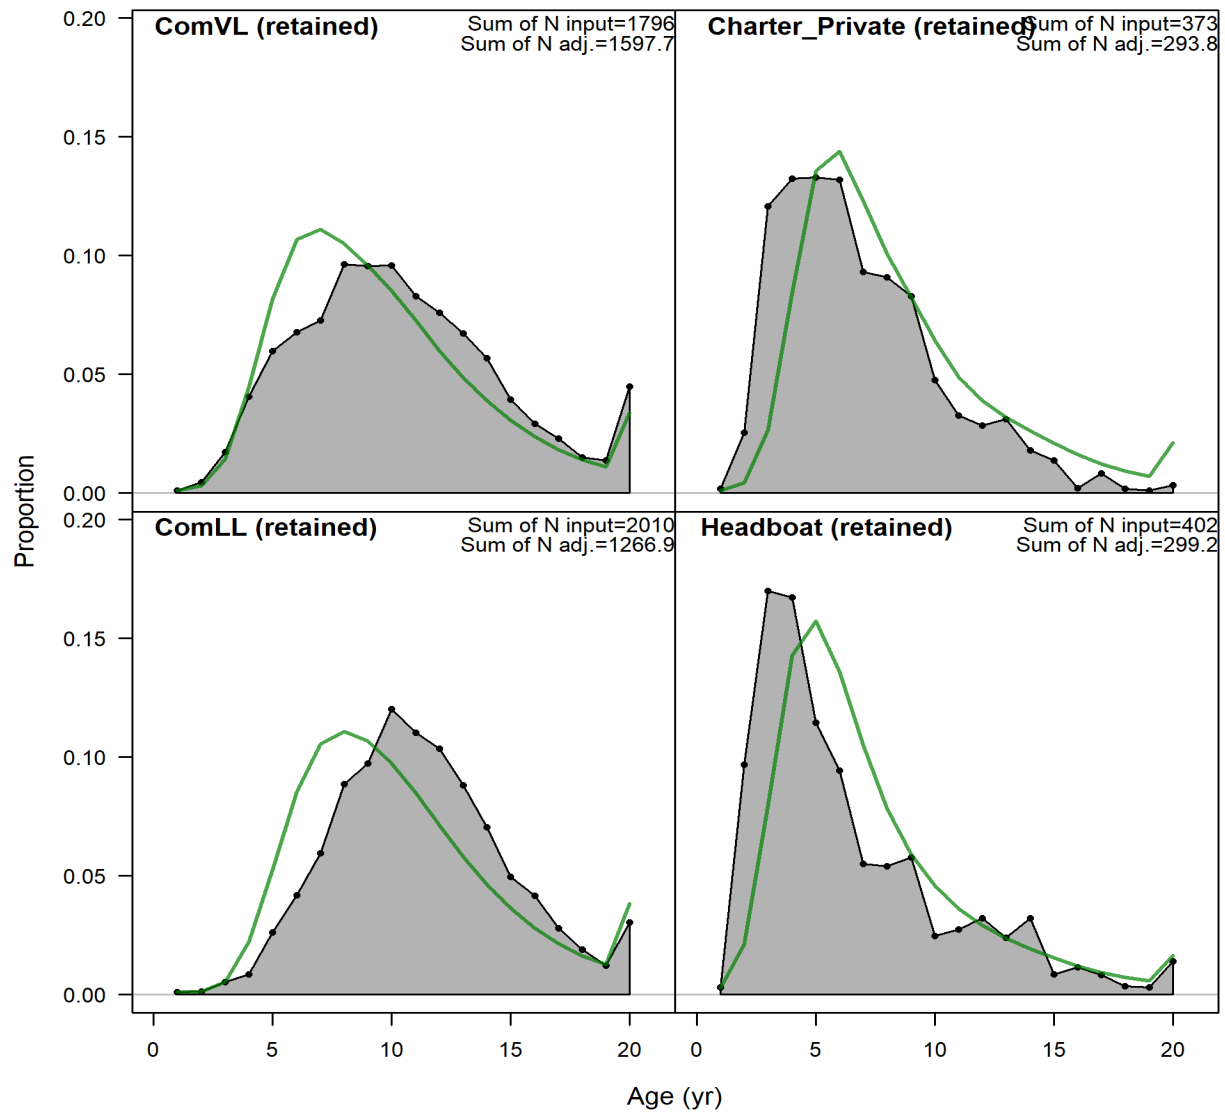 ComVL (retained)
Sum of N input=1796
Sum of N adj.=1597.7
Charter_Private (retained)
Sum of N input=373
Sum of N adj.=293.8
0.20
0.15
0.10
0.05
0.00
ComLL (retained)
Sum of N input=2010
Sum of N adj.=1266.9
Headboat (retained)
Sum of N input=402
Sum of N adj.=299.2
0.20
0.15
0.10
0.05
0.00
Proportion
0 5 10 15 20 0 5 10 15 20
Age (yr)